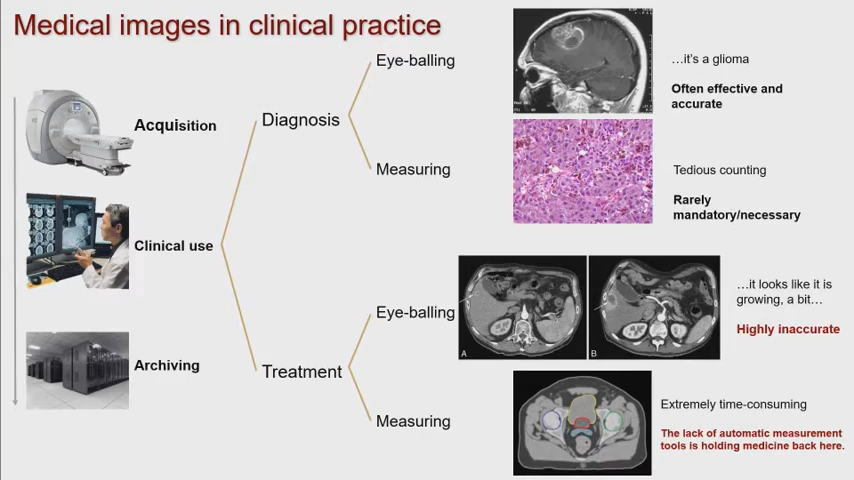 Medical images in clinical practice
Acquisition
Clinical use
Archiving
Diagnosis
Treatment
Eye-balling
Measuring
Eye-balling
Measuring
…it's a glioma
Often effective and
accurate
Tedious counting
Rarely
mandatory/necessary
A
B
…it looks like it is
growing, a bit…
Highly inaccurate
Extremely time-consuming
The lack of automatic measurement
tools is holding medicine back here.